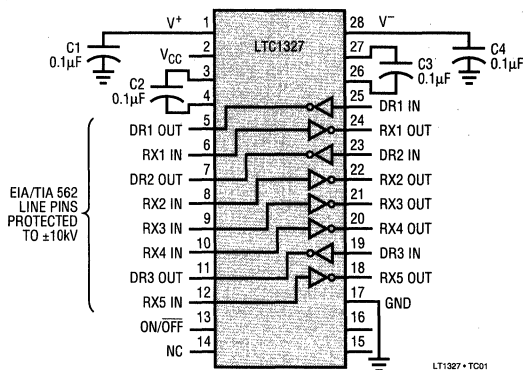 V+ 1 28 V−
LTC1327
C1
0.1µF
VCC 2 27
C3
0.1µF
C4
0.1µF
3 26
C2
0.1µF
4 25 DR1 IN
DR1 OUT 5 24 RX1 OUT
RX1 IN 6 23 DR2 IN
DR2 OUT 7 22 RX2 OUT
RX2 IN 8 21 RX3 OUT
RX3 IN 9 20 RX4 OUT
RX4 IN 10 19 DR3 IN
DR3 OUT 11 18 RX5 OUT
RX5 IN 12 17 GND
ON/OFF 13 16
NC 14 15
EIA/TIA 562
LINE PINS
PROTECTED
TO ±10kV
LT1327 • TC01